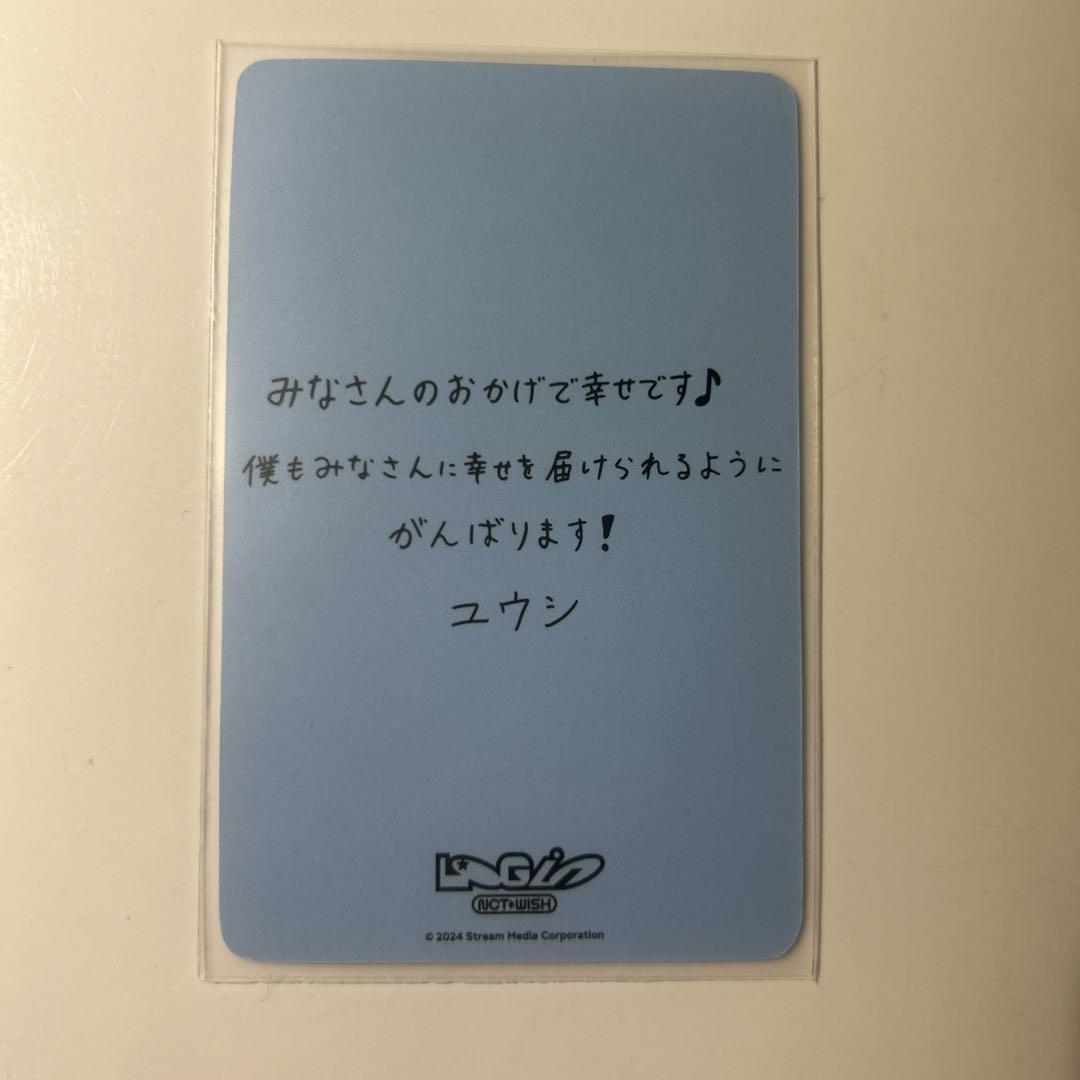 みなさんのおかげで幸せです♪
僕もみなさんに幸せを届けられるように
がんばります!
ユウシ
LOGin
NCT WISH
© 2024 Stream Media Corporation